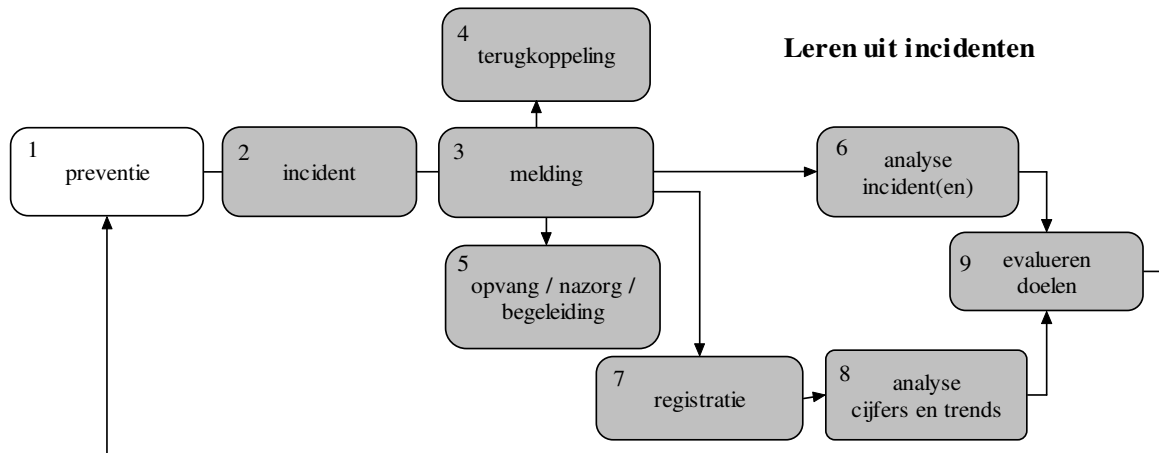 Leren uit incidenten
4
terugkoppeling
1
preventie
2
incident
3
melding
6
analyse
incident(en)
5
opvang / nazorg /
begeleiding
9
evalueren
doelen
7
registratie
8
analyse
cijfers en trends